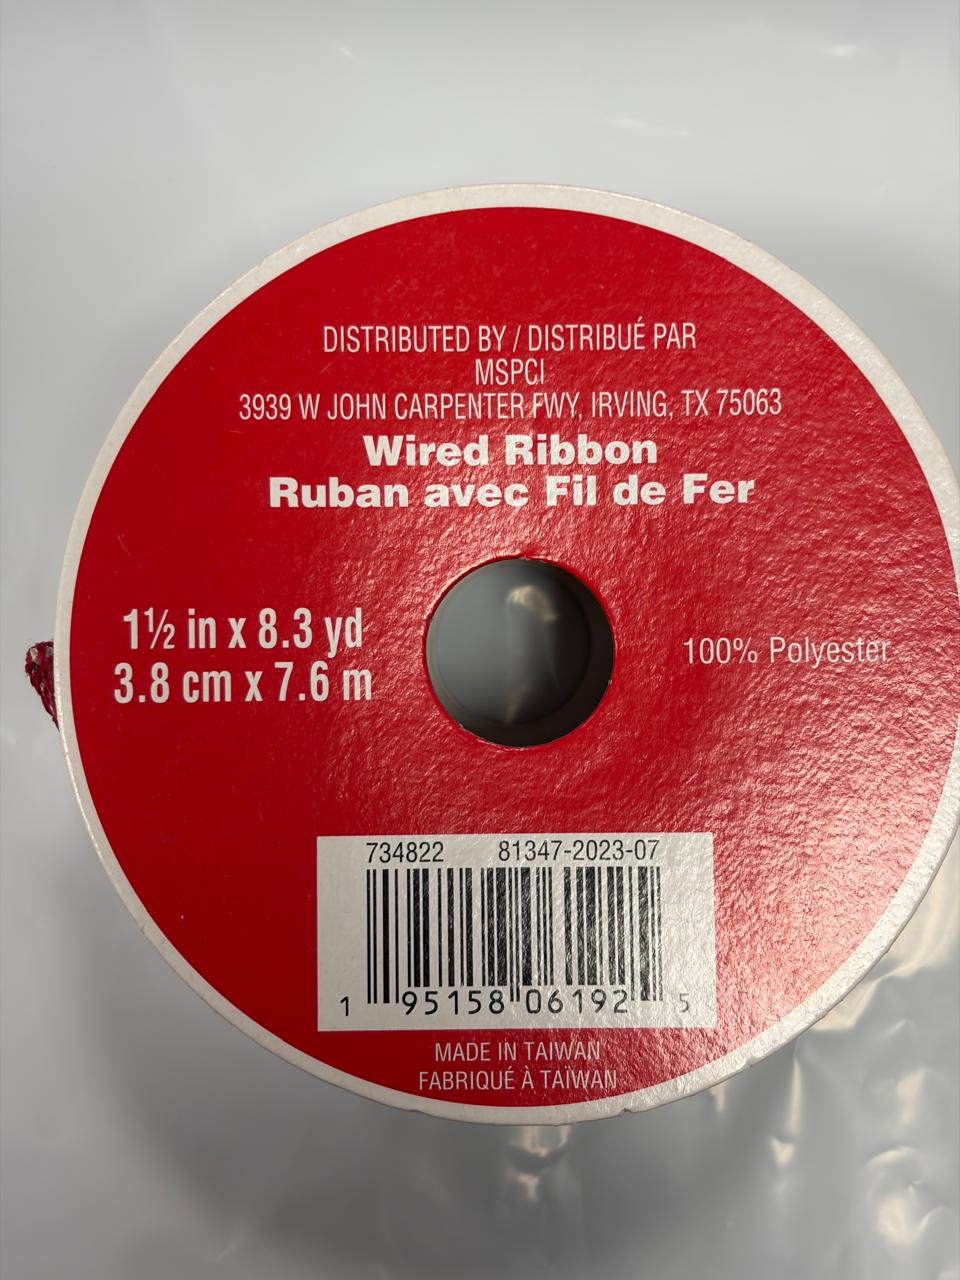 DISTRIBUTED BY / DISTRIBUÉ PAR
MSPCI
3939 W JOHN CARPENTER FWY, IRVING, TX 75063
Wired Ribbon
Ruban avec Fil de Fer
1½ in x 8.3 yd
3.8 cm x 7.6 m
100% Polyester
734822 81347-2023-07
1 95158 06192 5
MADE IN TAIWAN
FABRIQUÉ À TAÏWAN